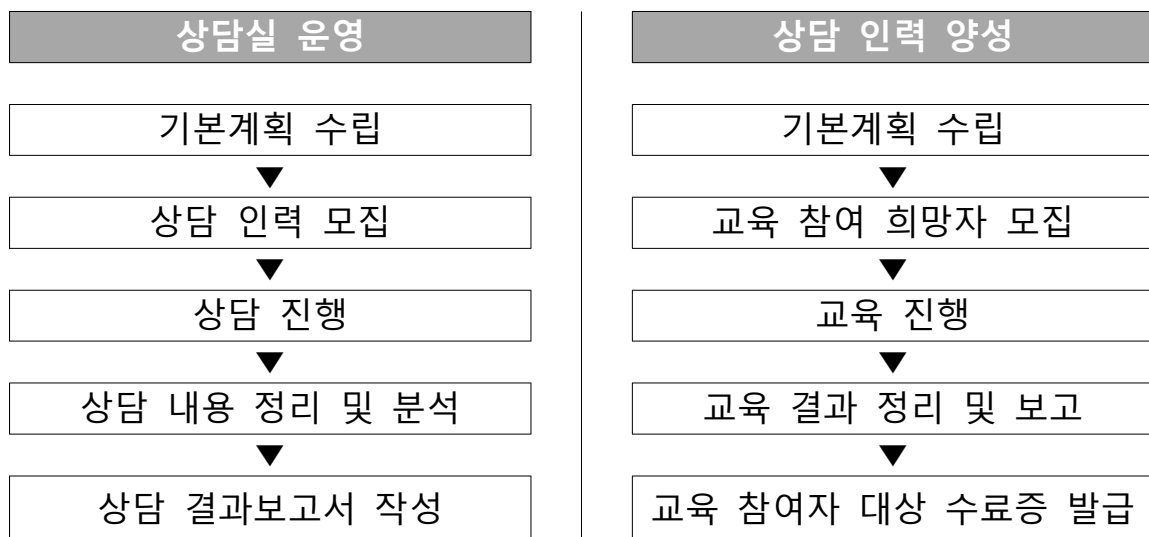 상담실 운영
기본계획 수립
▼
상담 인력 모집
▼
상담 진행
▼
상담 내용 정리 및 분석
▼
상담 결과보고서 작성
상담 인력 양성
기본계획 수립
▼
교육 참여 희망자 모집
▼
교육 진행
▼
교육 결과 정리 및 보고
▼
교육 참여자 대상 수료증 발급